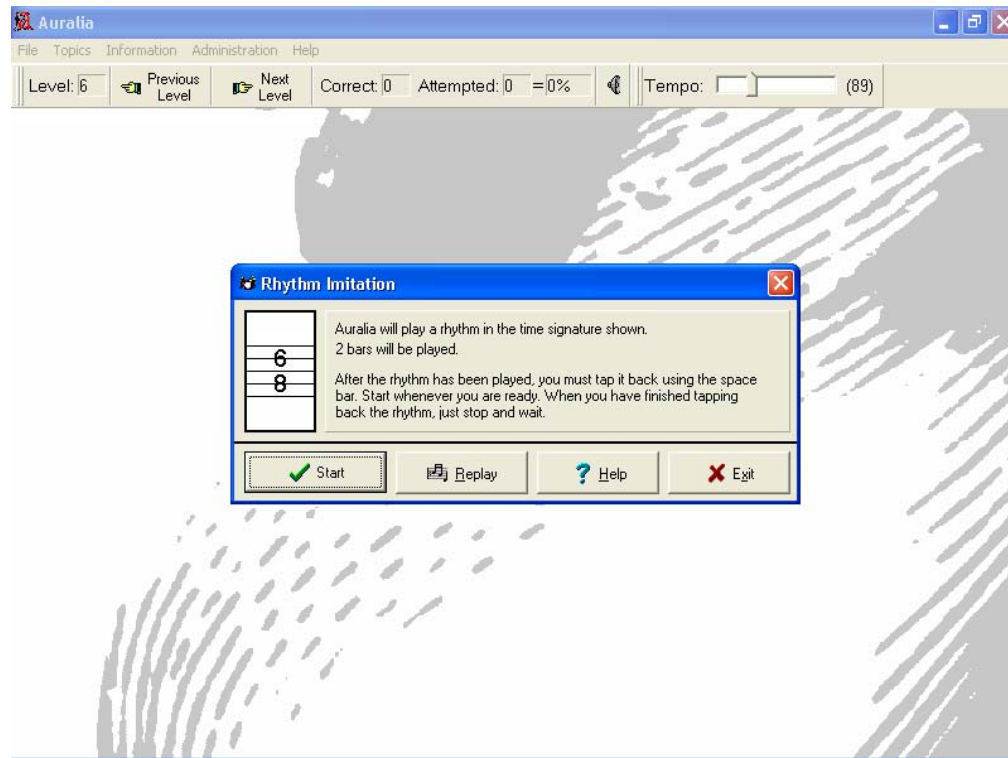 Auralia
File Topics Information Administration Help
Level: 6 Previous Level Next Level Correct: 0 Attempted: 0 =0% Tempo: (89)
Rhythm Imitation
6
8
Auralia will play a rhythm in the time signature shown.
2 bars will be played.
After the rhythm has been played, you must tap it back using the space
bar. Start whenever you are ready. When you have finished tapping
back the rhythm, just stop and wait.
Start Replay Help Exit